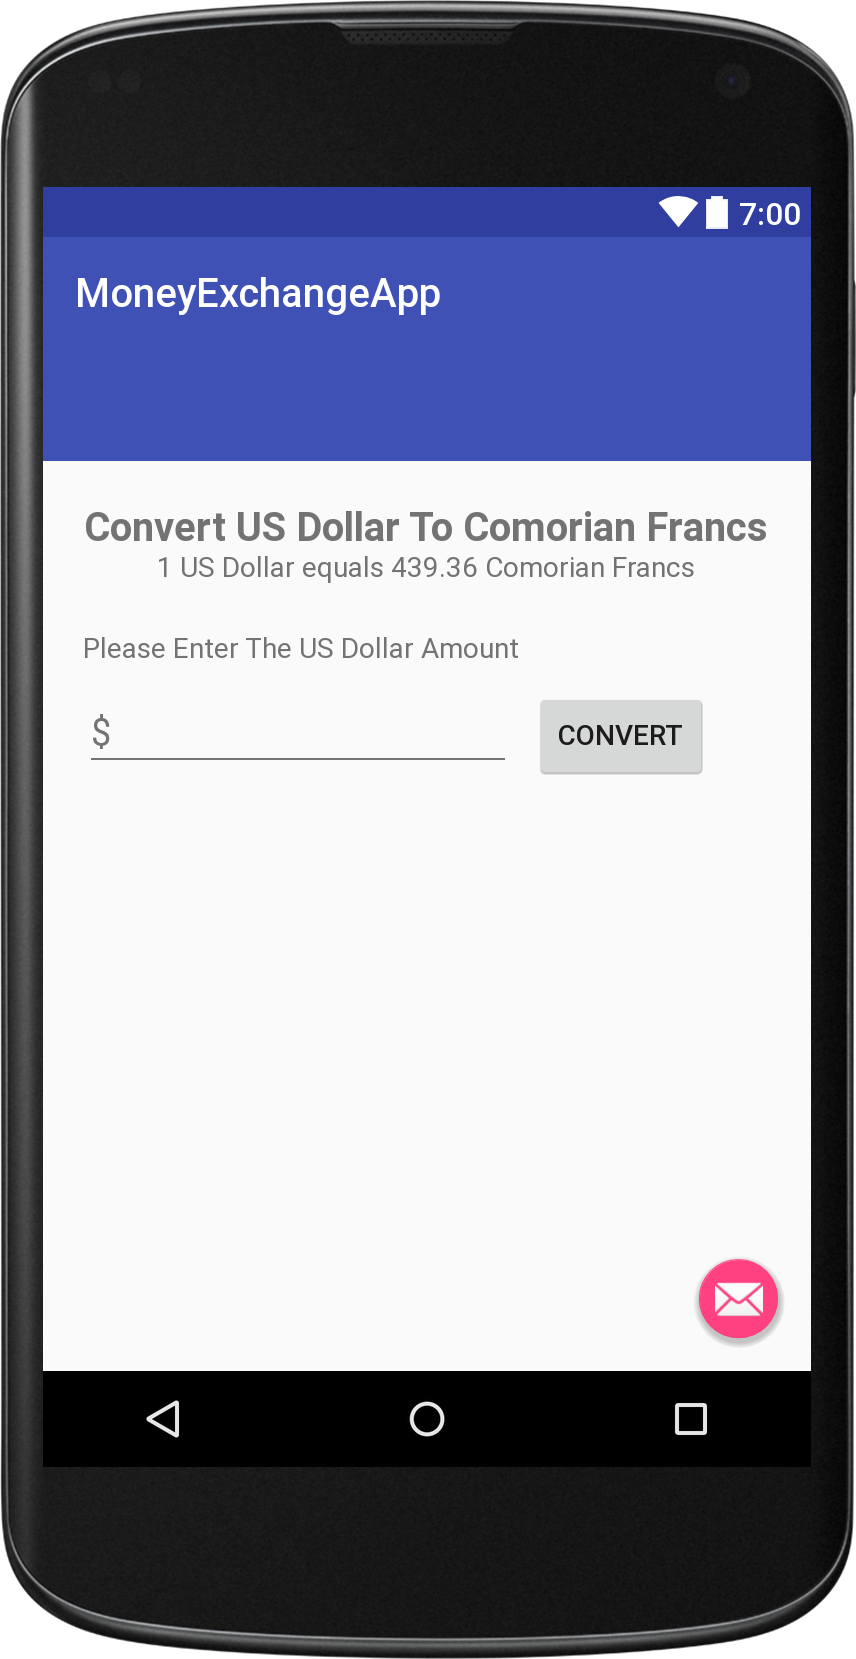 7:00
MoneyExchangeApp
Convert US Dollar To Comorian Francs
1 US Dollar equals 439.36 Comorian Francs
Please Enter The US Dollar Amount
$
CONVERT